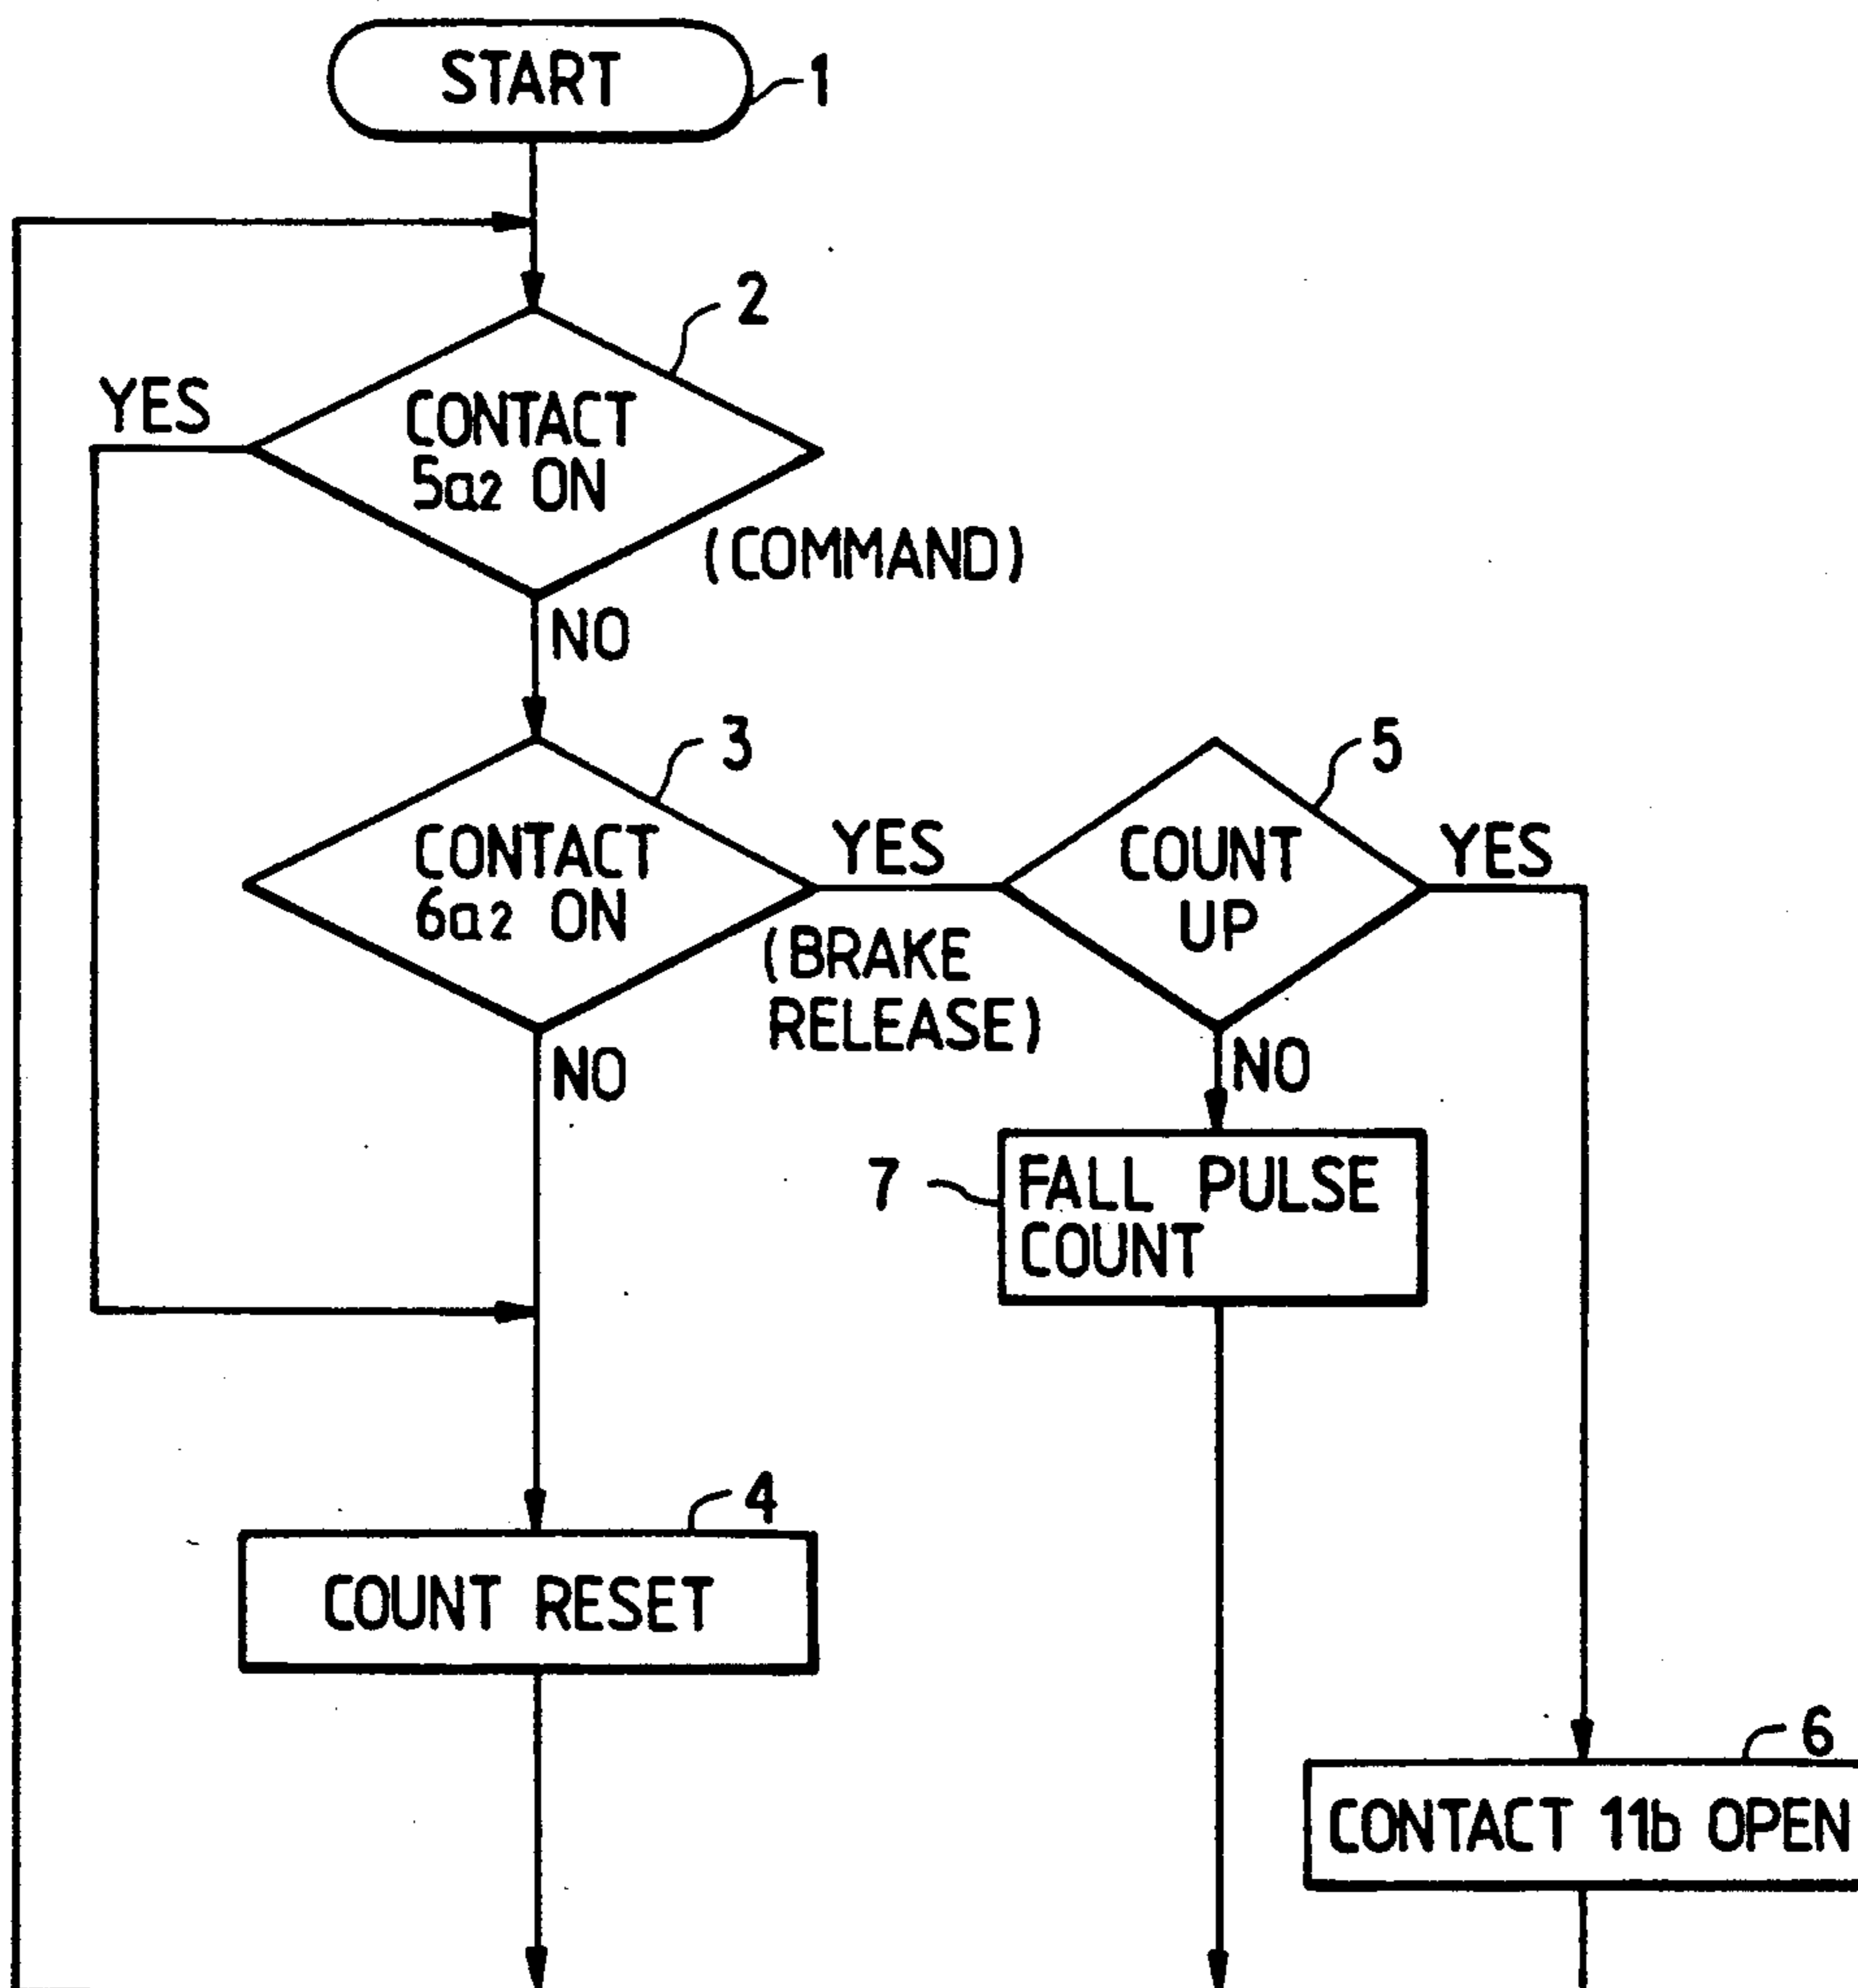 START
1
2
YES
CONTACT
5a2 ON
(COMMAND)
NO
3
CONTACT
6a2 ON
YES
(BRAKE
RELEASE)
NO
5
COUNT
UP
YES
NO
7
FALL PULSE
COUNT
4
COUNT RESET
6
CONTACT 11b OPEN